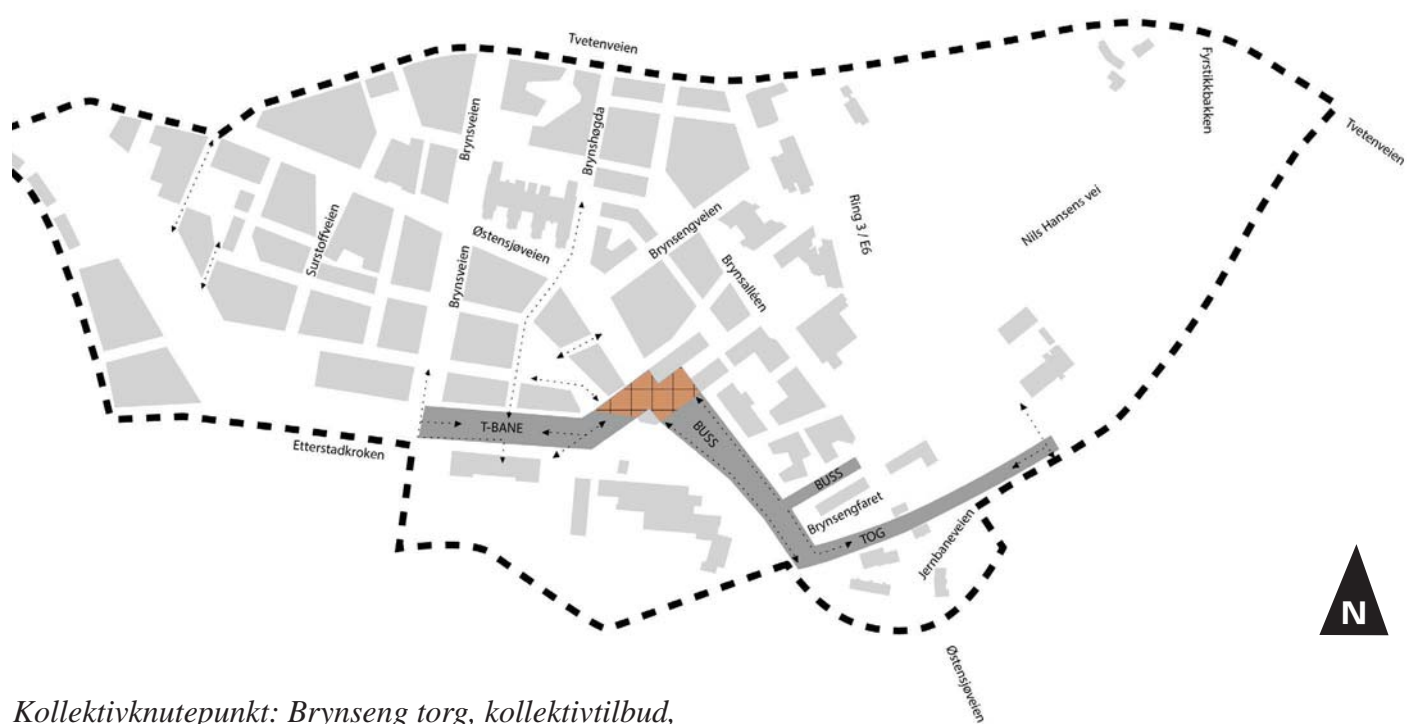 Tvetenveien
Fyrstikkbakken
Tvetenveien
Brynsveien
Brynshøgda
Ring 3 / E6
Nils Hansens vei
Surstoffveien
Østensjøveien
Brynsengveien
Brynsveien
Brynsalléen
T-BANE
BUSS
Etterstadkroken
BUSS
Brynsengfaret
TOG
Jernbaneveien
N
Østensjøveien
Kollektivknutepunkt: Brynseng torg, kollektivtilbud,